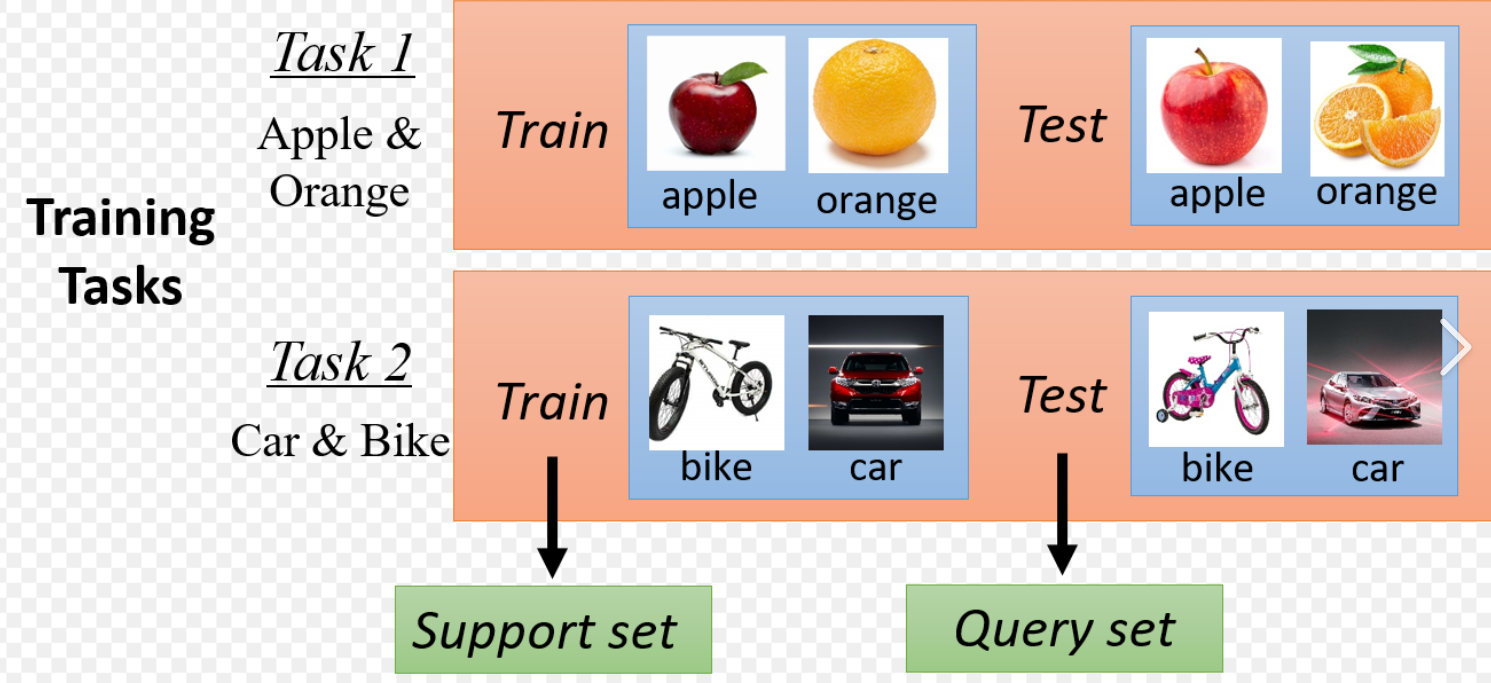 Training
Tasks
Task 1
Apple &
Orange
Train
apple
orange
Test
apple
orange
Task 2
Car & Bike
Train
bike
car
Test
bike
car
Support set
Query set